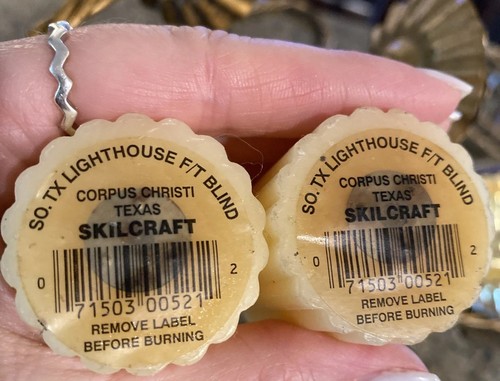 SO. TX LIGHTHOUSE F/T BLIND
CORPUS CHRISTI
TEXAS
SKILCRAFT
0 71503 00521 2
REMOVE LABEL
BEFORE BURNING
SO. TX LIGHTHOUSE F/T BLIND
CORPUS CHRISTI
TEXAS
SKILCRAFT
0 71503 00521 2
REMOVE LABEL
BEFORE BURNING